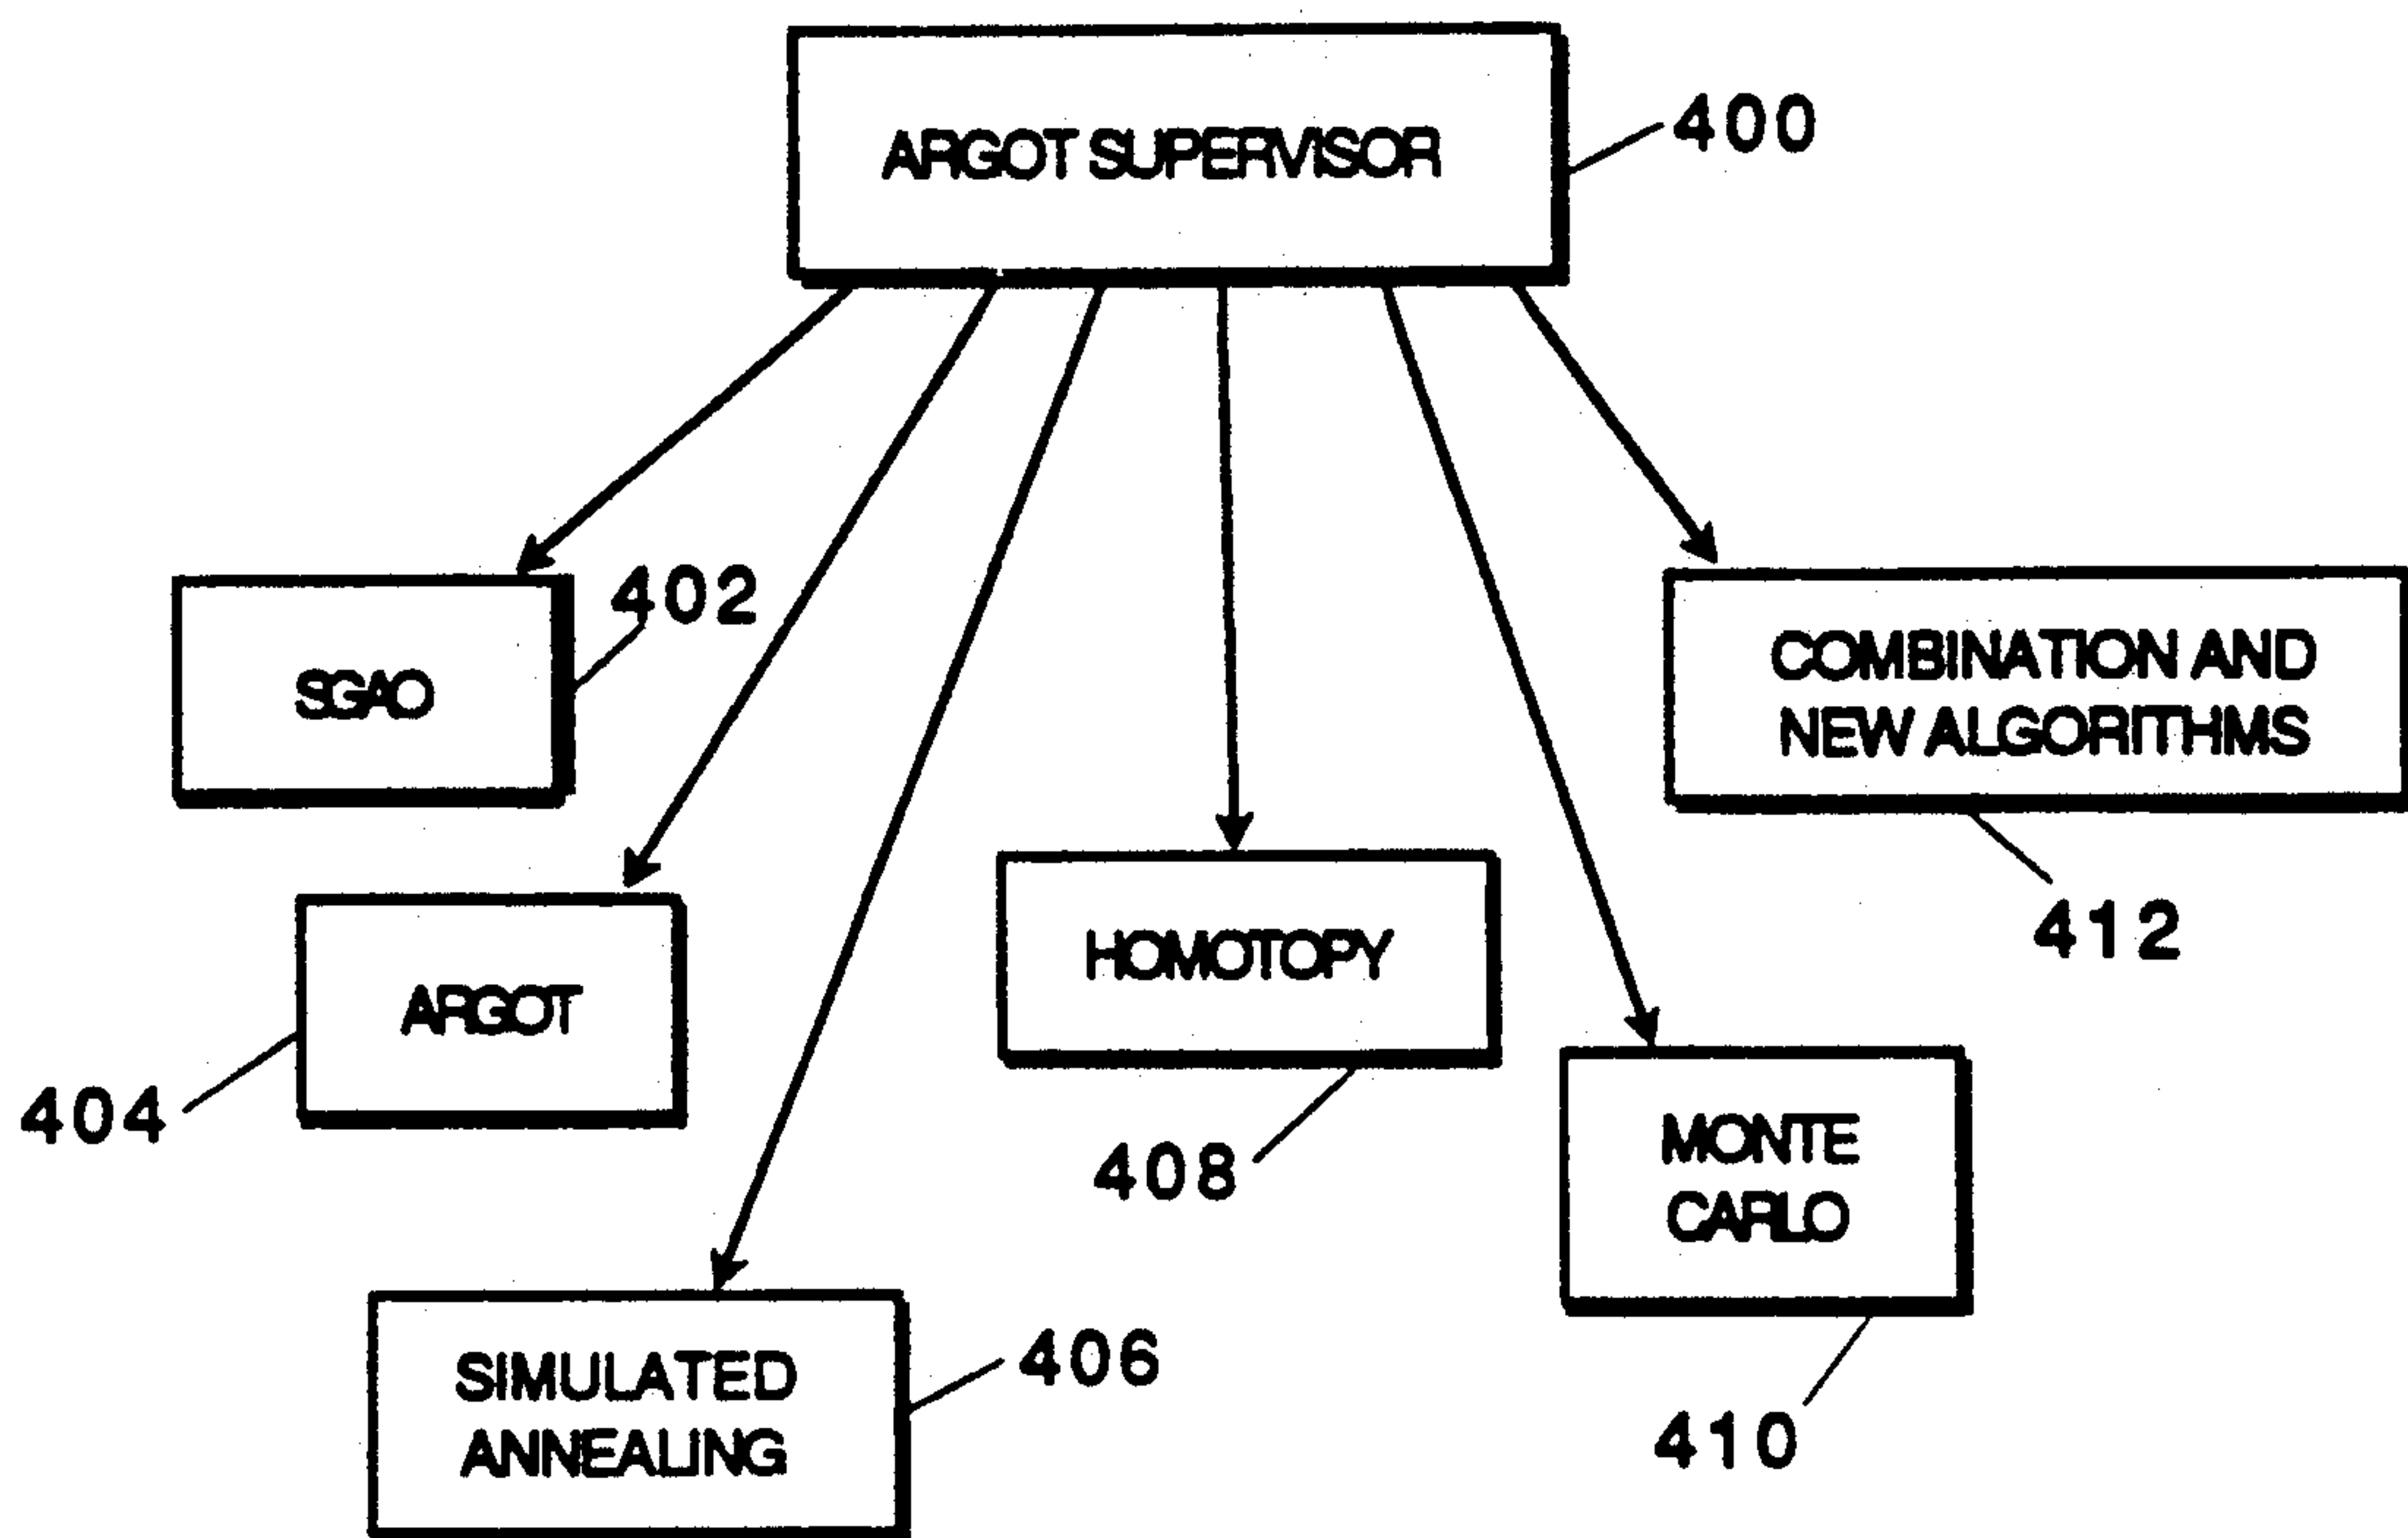 ARGOT SUPERVISOR
400
402
SGAO
COMBINATION AND
NEW ALGORITHMS
412
HOMOTOPY
ARGOT
404
408
MONTE
CARLO
406
SIMULATED
ANNEALING
410